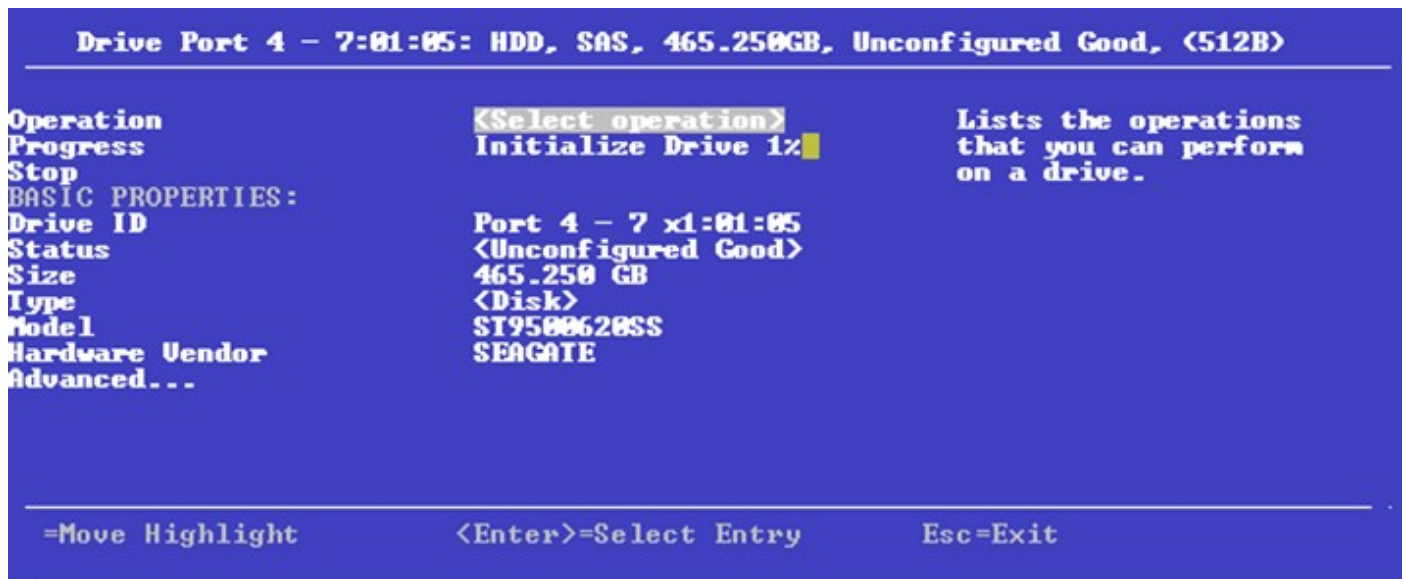 Drive Port 4 - 7:01:05: HDD, SAS, 465.250GB, Unconfigured Good, <512B>
Operation <Select operation> Lists the operations
Progress Initialize Drive 1% that you can perform
Stop on a drive.
BASIC PROPERTIES:
Drive ID Port 4 - 7 x1:01:05
Status <Unconfigured Good>
Size 465.250 GB
Type <Disk>
Model ST9500620SS
Hardware Vendor SEAGATE
Advanced...
=Move Highlight <Enter>=Select Entry Esc=Exit